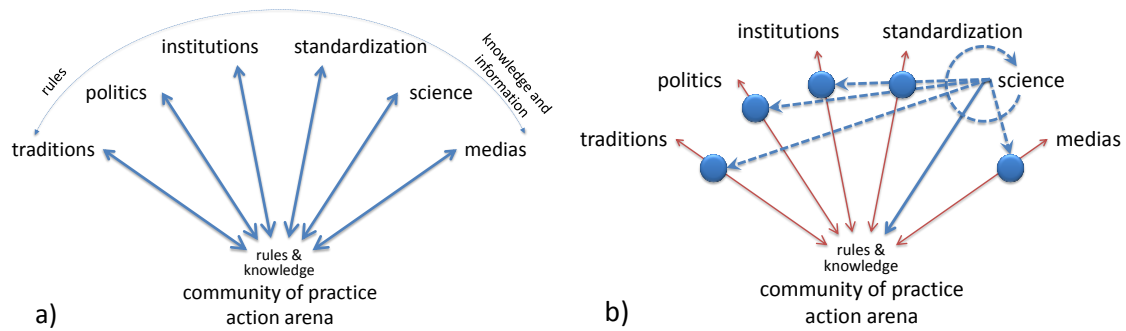 institutions
standardization
knowledge and
information
rules
politics
science
traditions
medias
rules &
knowledge
community of practice
action arena
a)
institutions
standardization
politics
science
traditions
medias
rules &
knowledge
community of practice
action arena
b)